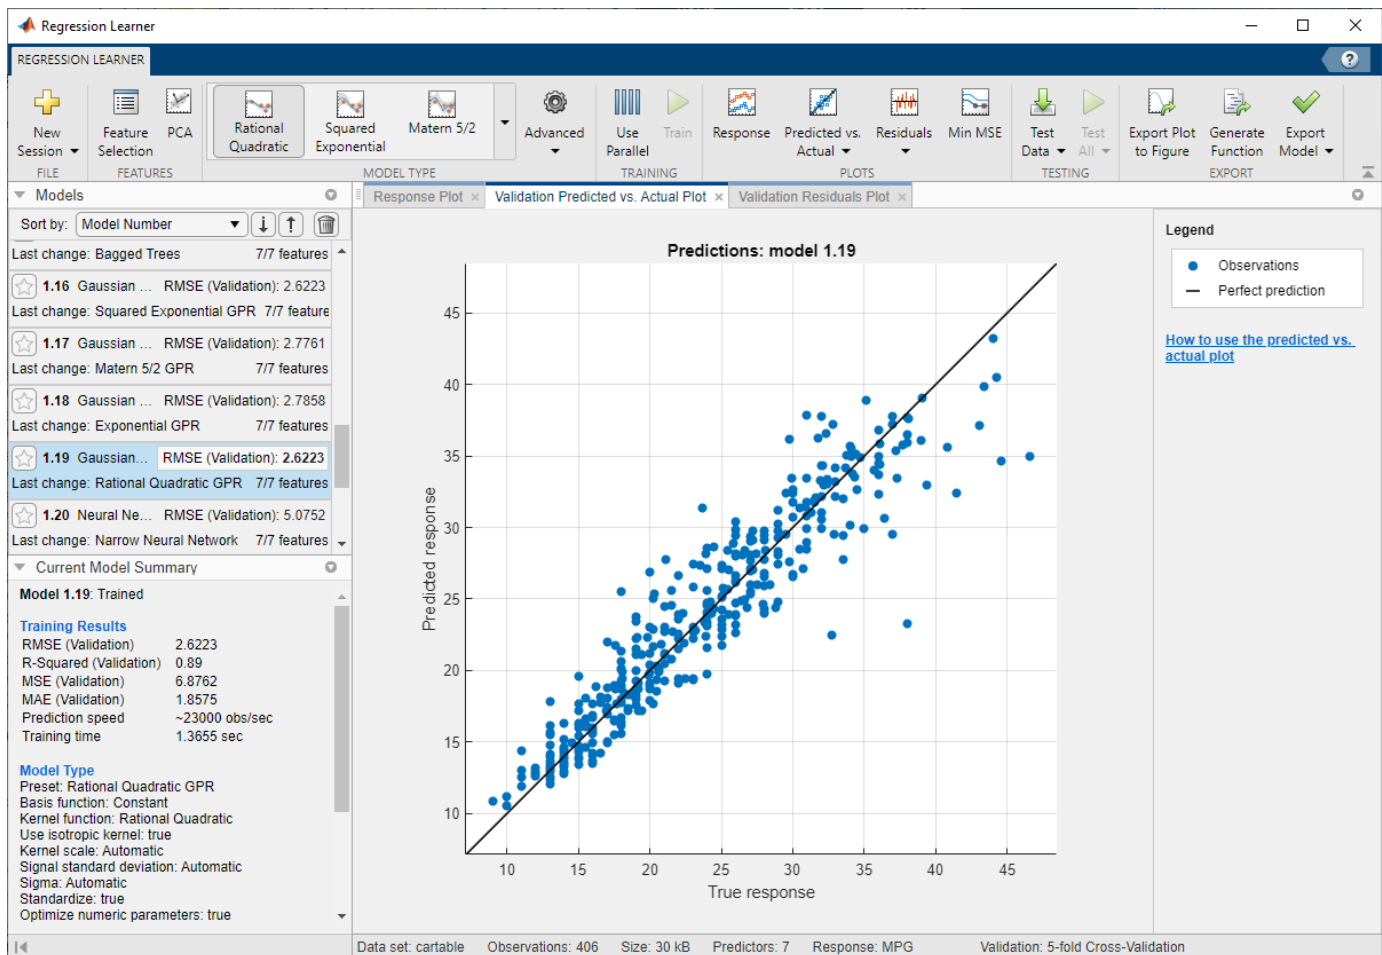 Regression Learner
REGRESSION LEARNER
New Session
Feature Selection
PCA
Rational Quadratic
Squared Exponential
Matern 5/2
Advanced
Use Parallel
Train
Response
Predicted vs. Actual
Residuals
Min MSE
Test Data
Test All
Export Plot to Figure
Generate Function
Export Model
FILE
FEATURES
MODEL TYPE
TRAINING
PLOTS
TESTING
EXPORT
Models
Sort by: Model Number
Last change: Bagged Trees 7/7 features
1.16 Gaussian ... RMSE (Validation): 2.6223
Last change: Squared Exponential GPR 7/7 feature
1.17 Gaussian ... RMSE (Validation): 2.7761
Last change: Matern 5/2 GPR 7/7 features
1.18 Gaussian ... RMSE (Validation): 2.7858
Last change: Exponential GPR 7/7 features
1.19 Gaussian... RMSE (Validation): 2.6223
Last change: Rational Quadratic GPR 7/7 features
1.20 Neural Ne... RMSE (Validation): 5.0752
Last change: Narrow Neural Network 7/7 features
Current Model Summary
Model 1.19: Trained
Training Results
RMSE (Validation) 2.6223
R-Squared (Validation) 0.89
MSE (Validation) 6.8762
MAE (Validation) 1.8575
Prediction speed ~23000 obs/sec
Training time 1.3655 sec
Model Type
Preset: Rational Quadratic GPR
Basis function: Constant
Kernel function: Rational Quadratic
Use isotropic kernel: true
Kernel scale: Automatic
Signal standard deviation: Automatic
Sigma: Automatic
Standardize: true
Optimize numeric parameters: true
Response Plot
Validation Predicted vs. Actual Plot
Validation Residuals Plot
Predictions: model 1.19
45
40
35
30
25
20
15
10
Predicted response
10 15 20 25 30 35 40 45
True response
Legend
Observations
Perfect prediction
How to use the predicted vs.
actual plot
Data set: cartable Observations: 406 Size: 30 kB Predictors: 7 Response: MPG Validation: 5-fold Cross-Validation